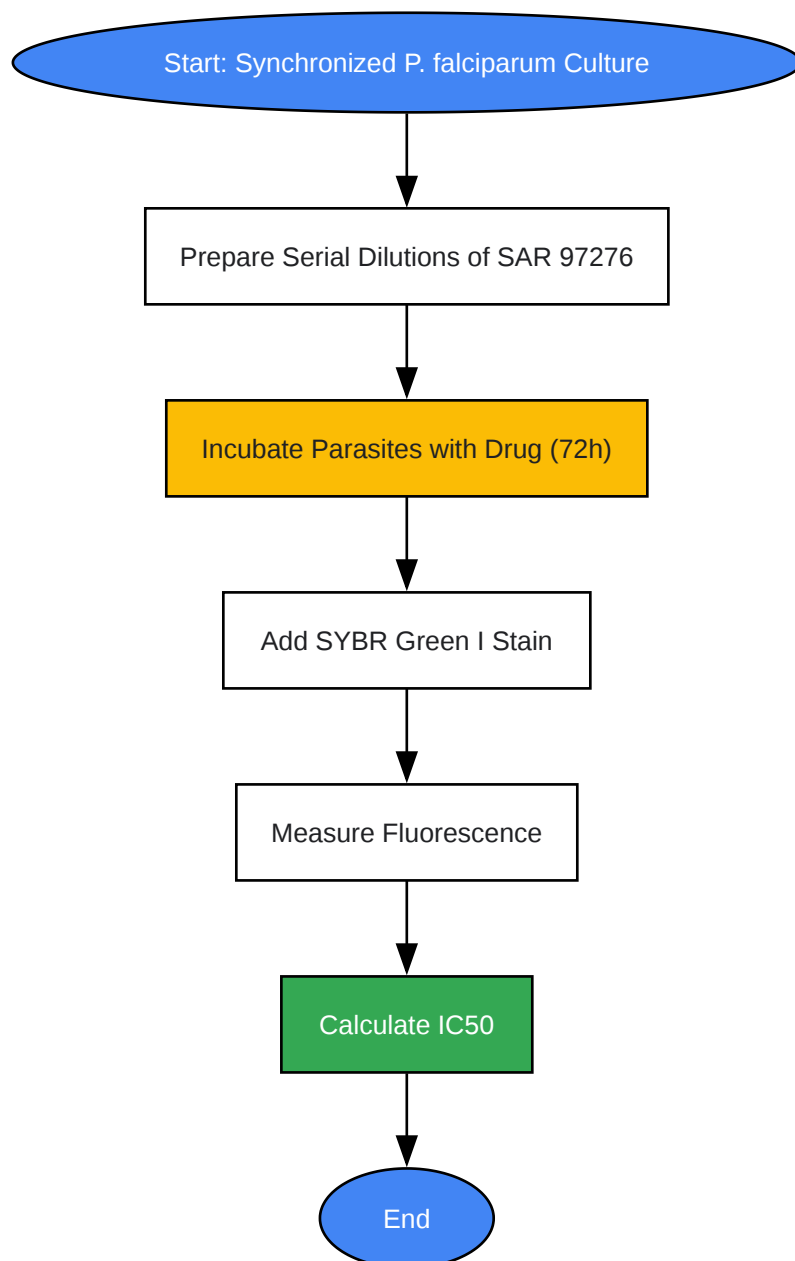 Start: Synchronized P. falciparum Culture
Prepare Serial Dilutions of SAR 97276
Incubate Parasites with Drug (72h)
Add SYBR Green I Stain
Measure Fluorescence
Calculate IC50
End